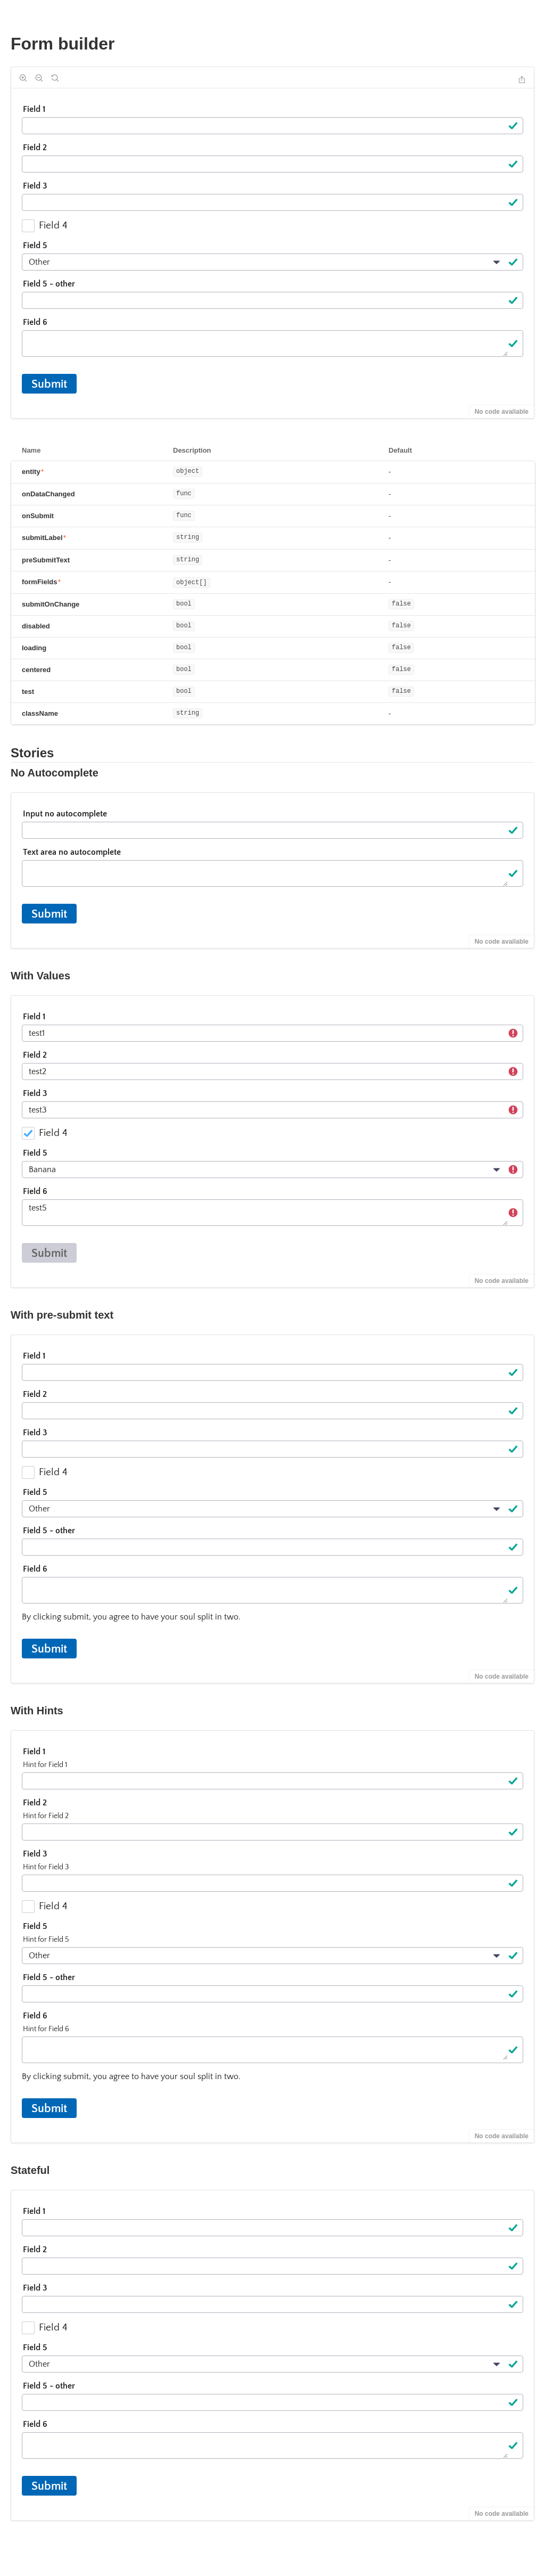 Form builder
Field 1
Field 2
Field 3
Field 4
Field 5
Other
Field 5 - other
Field 6
Submit
No code available
Name Description Default
entity* object -
onDataChanged func -
onSubmit func -
submitLabel* string -
preSubmitText string -
formFields* object[] -
submitOnChange bool false
disabled bool false
loading bool false
centered bool false
test bool false
className string -
Stories
No Autocomplete
Input no autocomplete
Text area no autocomplete
Submit
No code available
With Values
Field 1
test1
Field 2
test2
Field 3
test3
Field 4
Field 5
Banana
Field 6
test5
Submit
No code available
With pre-submit text
Field 1
Field 2
Field 3
Field 4
Field 5
Other
Field 5 - other
Field 6
By clicking submit, you agree to have your soul split in two.
Submit
No code available
With Hints
Field 1
Hint for Field 1
Field 2
Hint for Field 2
Field 3
Hint for Field 3
Field 4
Field 5
Hint for Field 5
Other
Field 5 - other
Field 6
Hint for Field 6
By clicking submit, you agree to have your soul split in two.
Submit
No code available
Stateful
Field 1
Field 2
Field 3
Field 4
Field 5
Other
Field 5 - other
Field 6
Submit
No code available